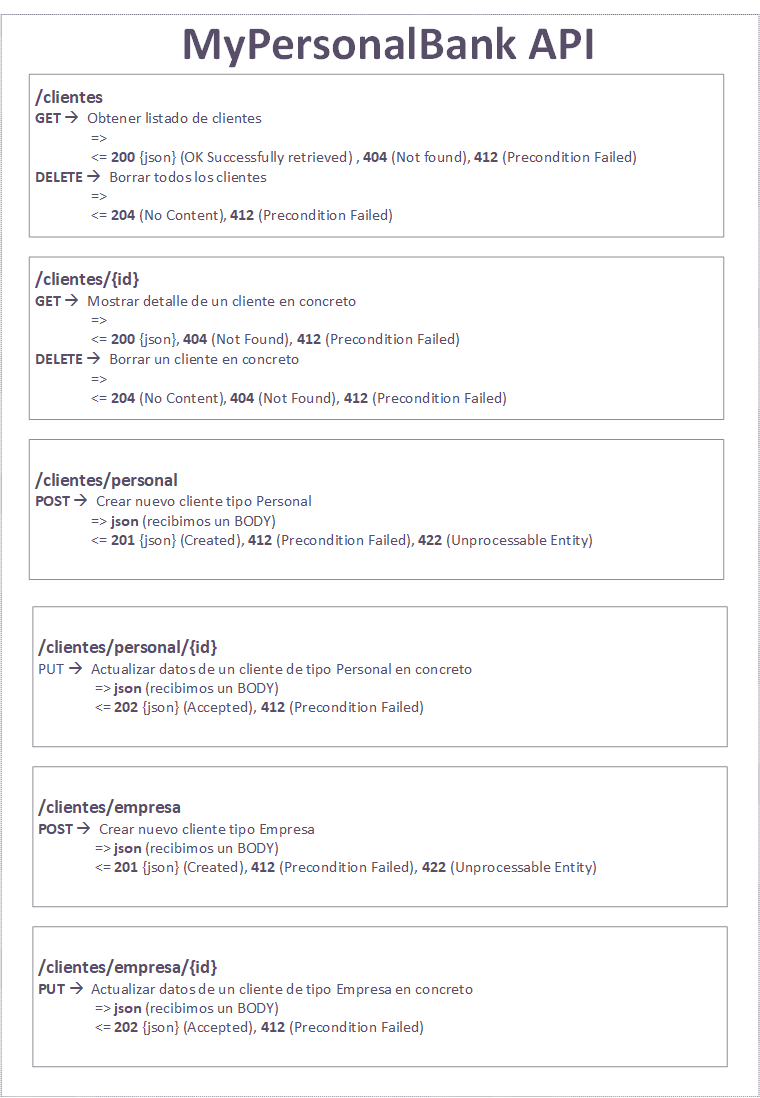 MyPersonalBank API
/clientes
GET → Obtener listado de clientes
=>
<= 200 {json} (OK Successfully retrieved) , 404 (Not found), 412 (Precondition Failed)
DELETE → Borrar todos los clientes
=>
<= 204 (No Content), 412 (Precondition Failed)
/clientes/{id}
GET → Mostrar detalle de un cliente en concreto
=>
<= 200 {json}, 404 (Not Found), 412 (Precondition Failed)
DELETE → Borrar un cliente en concreto
=>
<= 204 (No Content), 404 (Not Found), 412 (Precondition Failed)
/clientes/personal
POST → Crear nuevo cliente tipo Personal
=> json (recibimos un BODY)
<= 201 {json} (Created), 412 (Precondition Failed), 422 (Unprocessable Entity)
/clientes/personal/{id}
PUT → Actualizar datos de un cliente de tipo Personal en concreto
=> json (recibimos un BODY)
<= 202 {json} (Accepted), 412 (Precondition Failed)
/clientes/empresa
POST → Crear nuevo cliente tipo Empresa
=> json (recibimos un BODY)
<= 201 {json} (Created), 412 (Precondition Failed), 422 (Unprocessable Entity)
/clientes/empresa/{id}
PUT → Actualizar datos de un cliente de tipo Empresa en concreto
=> json (recibimos un BODY)
<= 202 {json} (Accepted), 412 (Precondition Failed)